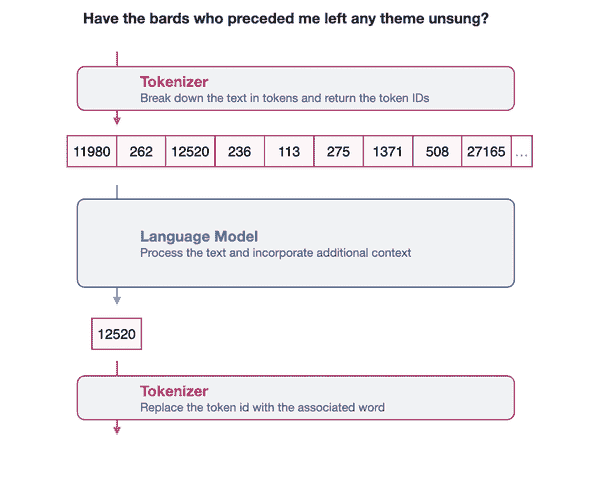 Have the bards who preceded me left any theme unsung?
Tokenizer
Break down the text in tokens and return the token IDs
11980 262 12520 236 113 275 1371 508 27165 ...
Language Model
Process the text and incorporate additional context
12520
Tokenizer
Replace the token id with the associated word